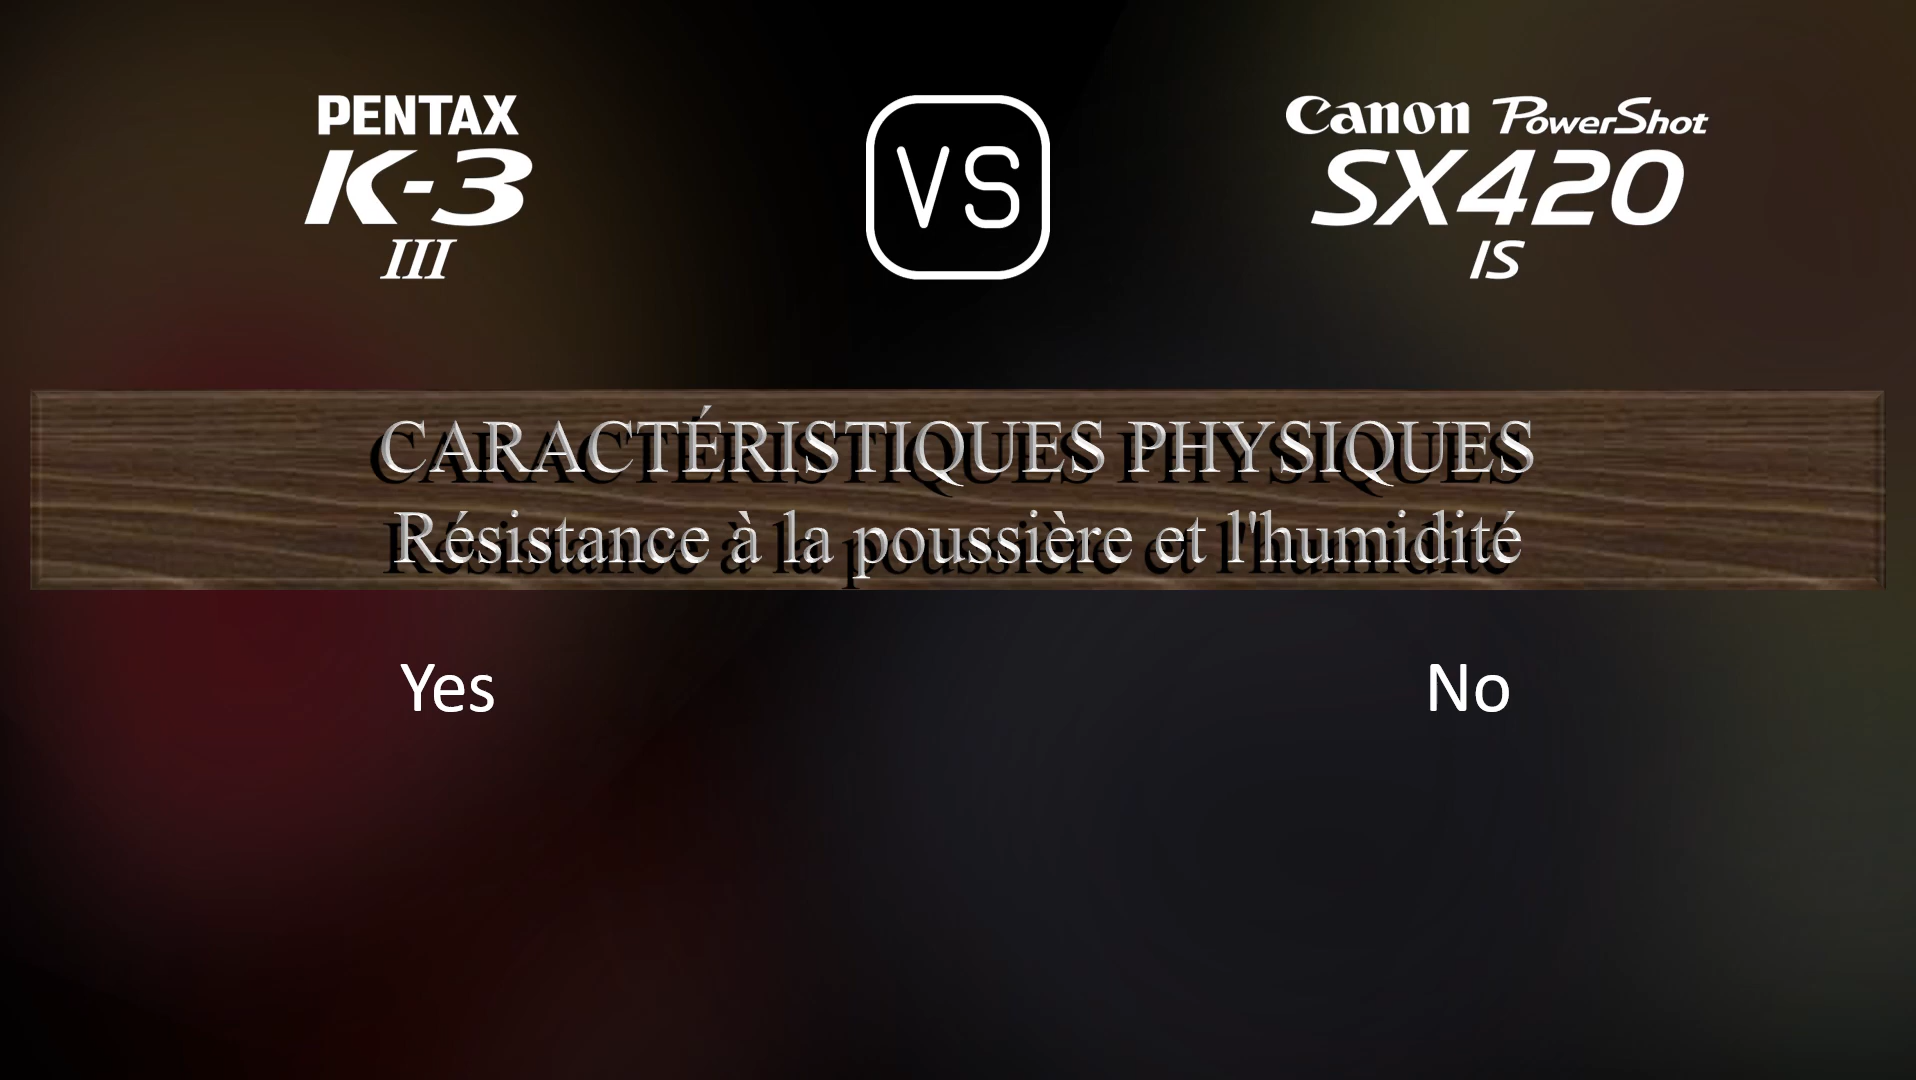 PENTAX
K-3
III
VS
Canon PowerShot
SX420
IS
CARACTÉRISTIQUES PHYSIQUES
Résistance à la poussière et l'humidité
Yes
No